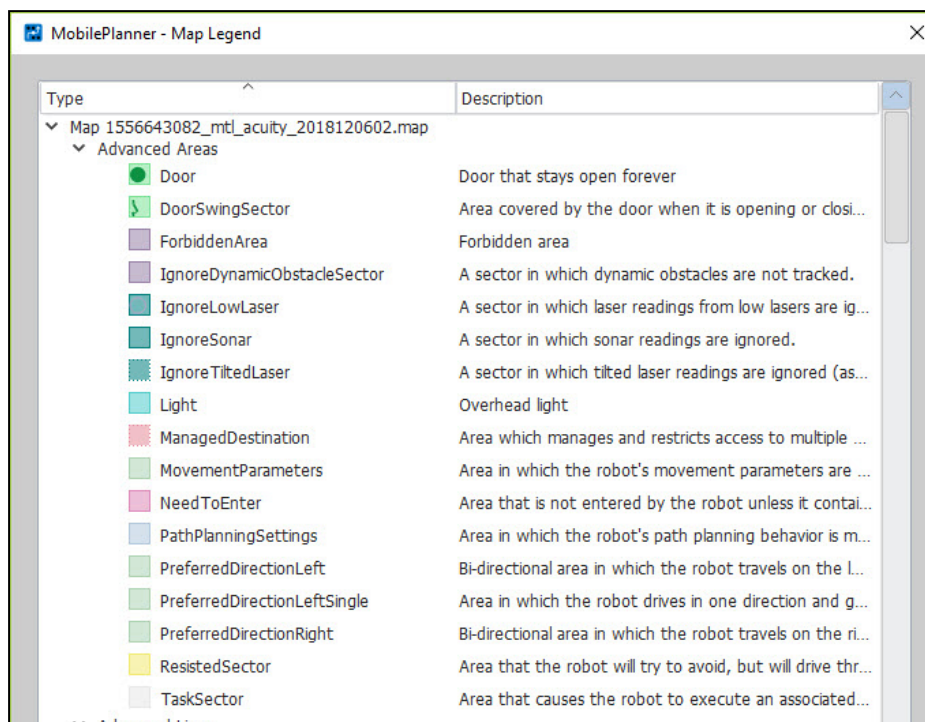 MobilePlanner - Map Legend
Type Description
Map 1556643082_mtl_acuity_2018120602.map
Advanced Areas
Door Door that stays open forever
DoorSwingSector Area covered by the door when it is opening or closi...
ForbiddenArea Forbidden area
IgnoreDynamicObstacleSector A sector in which dynamic obstacles are not tracked.
IgnoreLowLaser A sector in which laser readings from low lasers are ig...
IgnoreSonar A sector in which sonar readings are ignored.
IgnoreTiltedLaser A sector in which tilted laser readings are ignored (as...
Light Overhead light
ManagedDestination Area which manages and restricts access to multiple ...
MovementParameters Area in which the robot's movement parameters are ...
NeedToEnter Area that is not entered by the robot unless it contai...
PathPlanningSettings Area in which the robot's path planning behavior is m...
PreferredDirectionLeft Bi-directional area in which the robot travels on the l...
PreferredDirectionLeftSingle Area in which the robot drives in one direction and g...
PreferredDirectionRight Bi-directional area in which the robot travels on the ri...
ResistedSector Area that the robot will try to avoid, but will drive thr...
TaskSector Area that causes the robot to execute an associated...